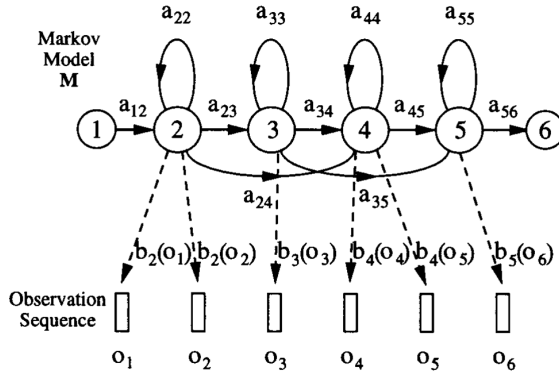 a₂₂ a₃₃ a₄₄ a₅₅
Markov
Model
M
a₁₂ a₂₃ a₃₄ a₄₅ a₅₆
1 2 3 4 5 6
a₂₄ a₃₅
b₂(o₁) b₂(o₂) b₃(o₃) b₄(o₄) b₄(o₅) b₅(o₆)
Observation
Sequence
o₁ o₂ o₃ o₄ o₅ o₆